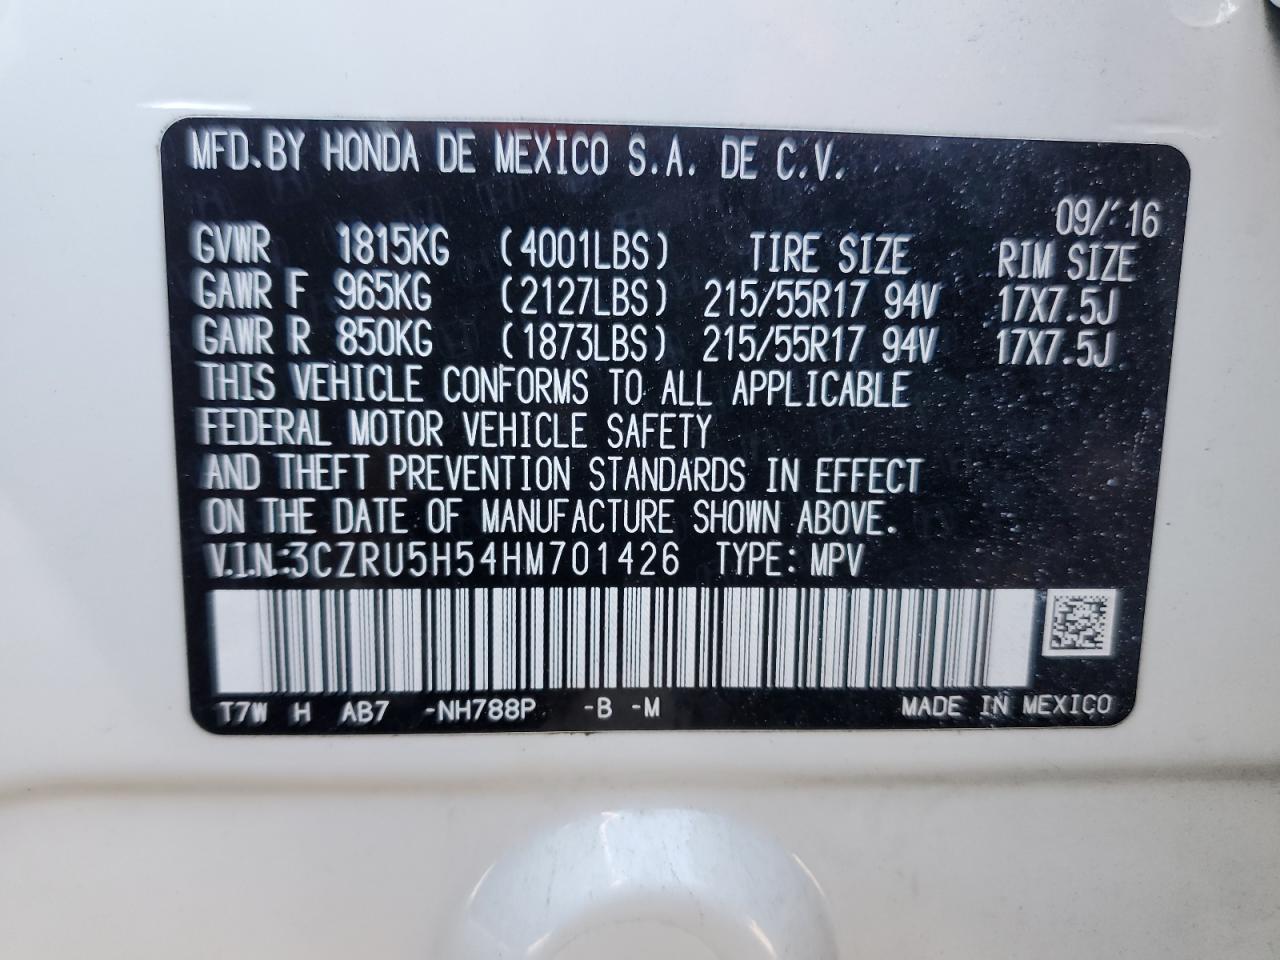 MFD.BY HONDA DE MEXICO S.A. DE C.V.
09/16
GVWR 1815KG (4001LBS) TIRE SIZE RIM SIZE
GAWR F 965KG (2127LBS) 215/55R17 94V 17X7.5J
GAWR R 850KG (1873LBS) 215/55R17 94V 17X7.5J
THIS VEHICLE CONFORMS TO ALL APPLICABLE
FEDERAL MOTOR VEHICLE SAFETY
AND THEFT PREVENTION STANDARDS IN EFFECT
ON THE DATE OF MANUFACTURE SHOWN ABOVE.
V.I.N.:3CZRU5H54HM701426 TYPE: MPV
T7W H AB7 -NH788P -B -M MADE IN MEXICO